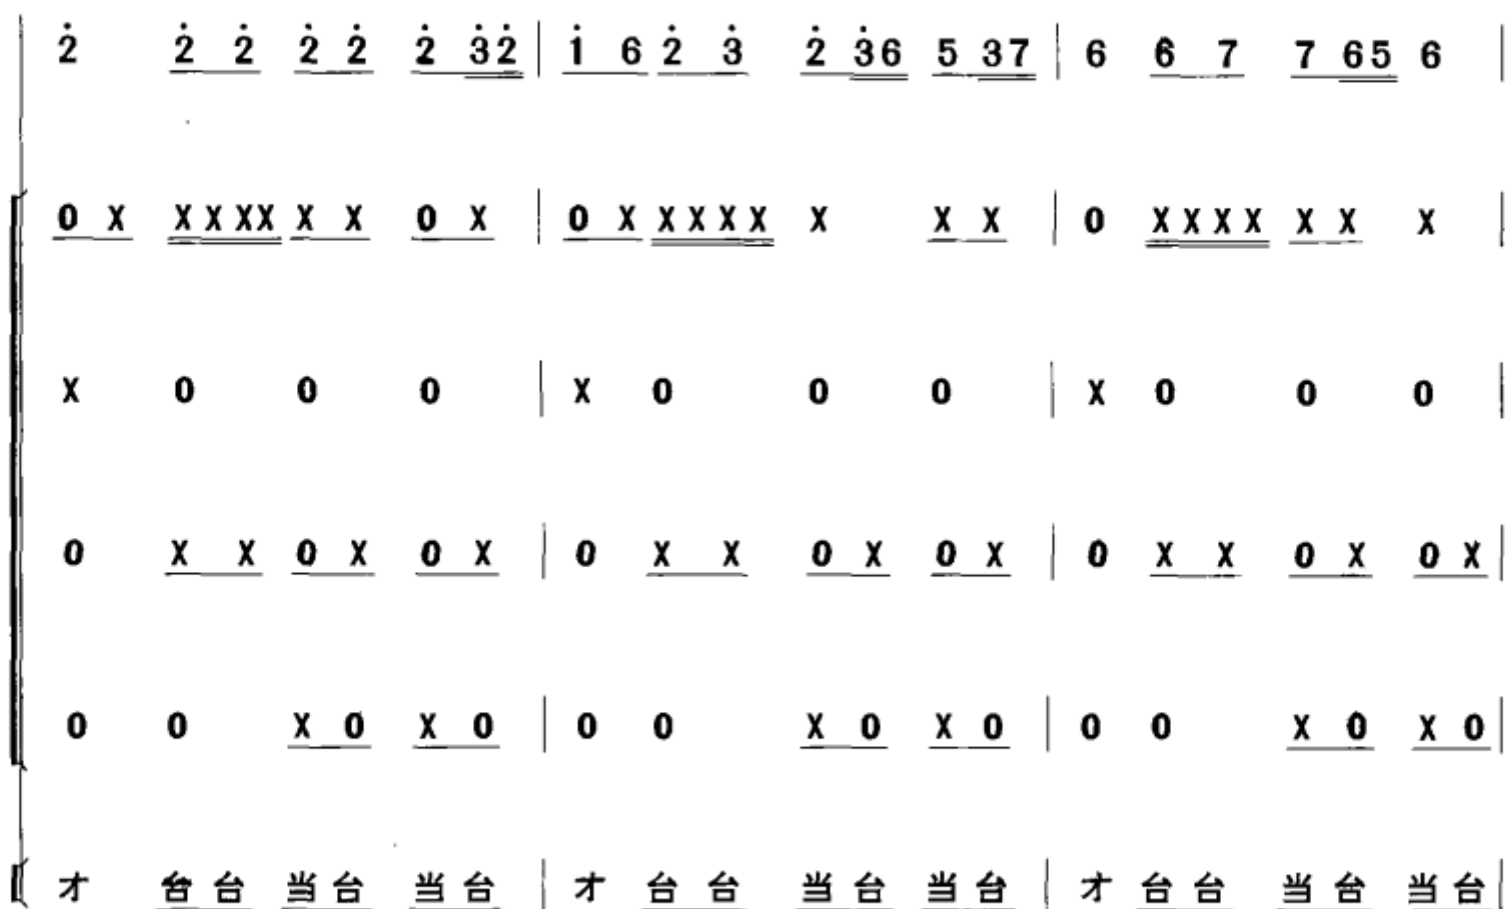 2̇ 2̇ 2̇ 2̇ 2̇ 2̇ 3̇2̇ | 1̇ 6 2̇ 3̇ 2̇ 3̇6 5 37 | 6 6 7 7 65 6 |
0 X XXXX X X 0 X | 0 X XXXX X X X | 0 XXXX X X X |
X 0 0 0 | X 0 0 0 | X 0 0 0 |
0 X X 0 X 0 X | 0 X X 0 X 0 X | 0 X X 0 X 0 X |
0 0 X 0 X 0 | 0 0 X 0 X 0 | 0 0 X 0 X 0 |
才 台台 当台 当台 | 才 台台 当台 当台 | 才 台台 当台 当台